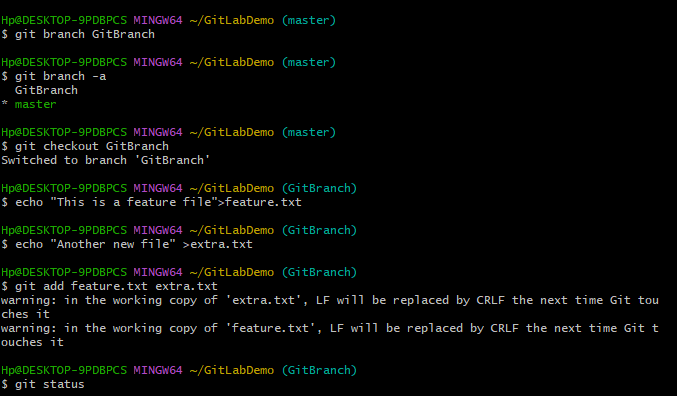 Hp@DESKTOP-9PDBPCS MINGW64 ~/GitLabDemo (master)
$ git branch GitBranch
Hp@DESKTOP-9PDBPCS MINGW64 ~/GitLabDemo (master)
$ git branch -a
  GitBranch
* master
Hp@DESKTOP-9PDBPCS MINGW64 ~/GitLabDemo (master)
$ git checkout GitBranch
Switched to branch 'GitBranch'
Hp@DESKTOP-9PDBPCS MINGW64 ~/GitLabDemo (GitBranch)
$ echo "This is a feature file">feature.txt
Hp@DESKTOP-9PDBPCS MINGW64 ~/GitLabDemo (GitBranch)
$ echo "Another new file" >extra.txt
Hp@DESKTOP-9PDBPCS MINGW64 ~/GitLabDemo (GitBranch)
$ git add feature.txt extra.txt
warning: in the working copy of 'extra.txt', LF will be replaced by CRLF the next time Git tou
ches it
warning: in the working copy of 'feature.txt', LF will be replaced by CRLF the next time Git t
ouches it
Hp@DESKTOP-9PDBPCS MINGW64 ~/GitLabDemo (GitBranch)
$ git status